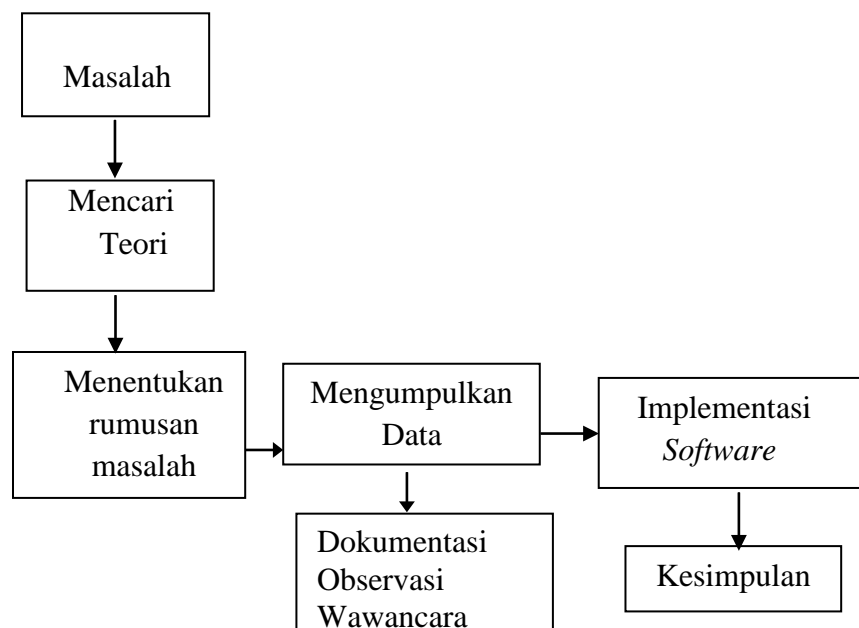 Masalah
Mencari
Teori
Menentukan
rumusan
masalah
Mengumpulkan
Data
Dokumentasi
Observasi
Wawancara
Implementasi
Software
Kesimpulan